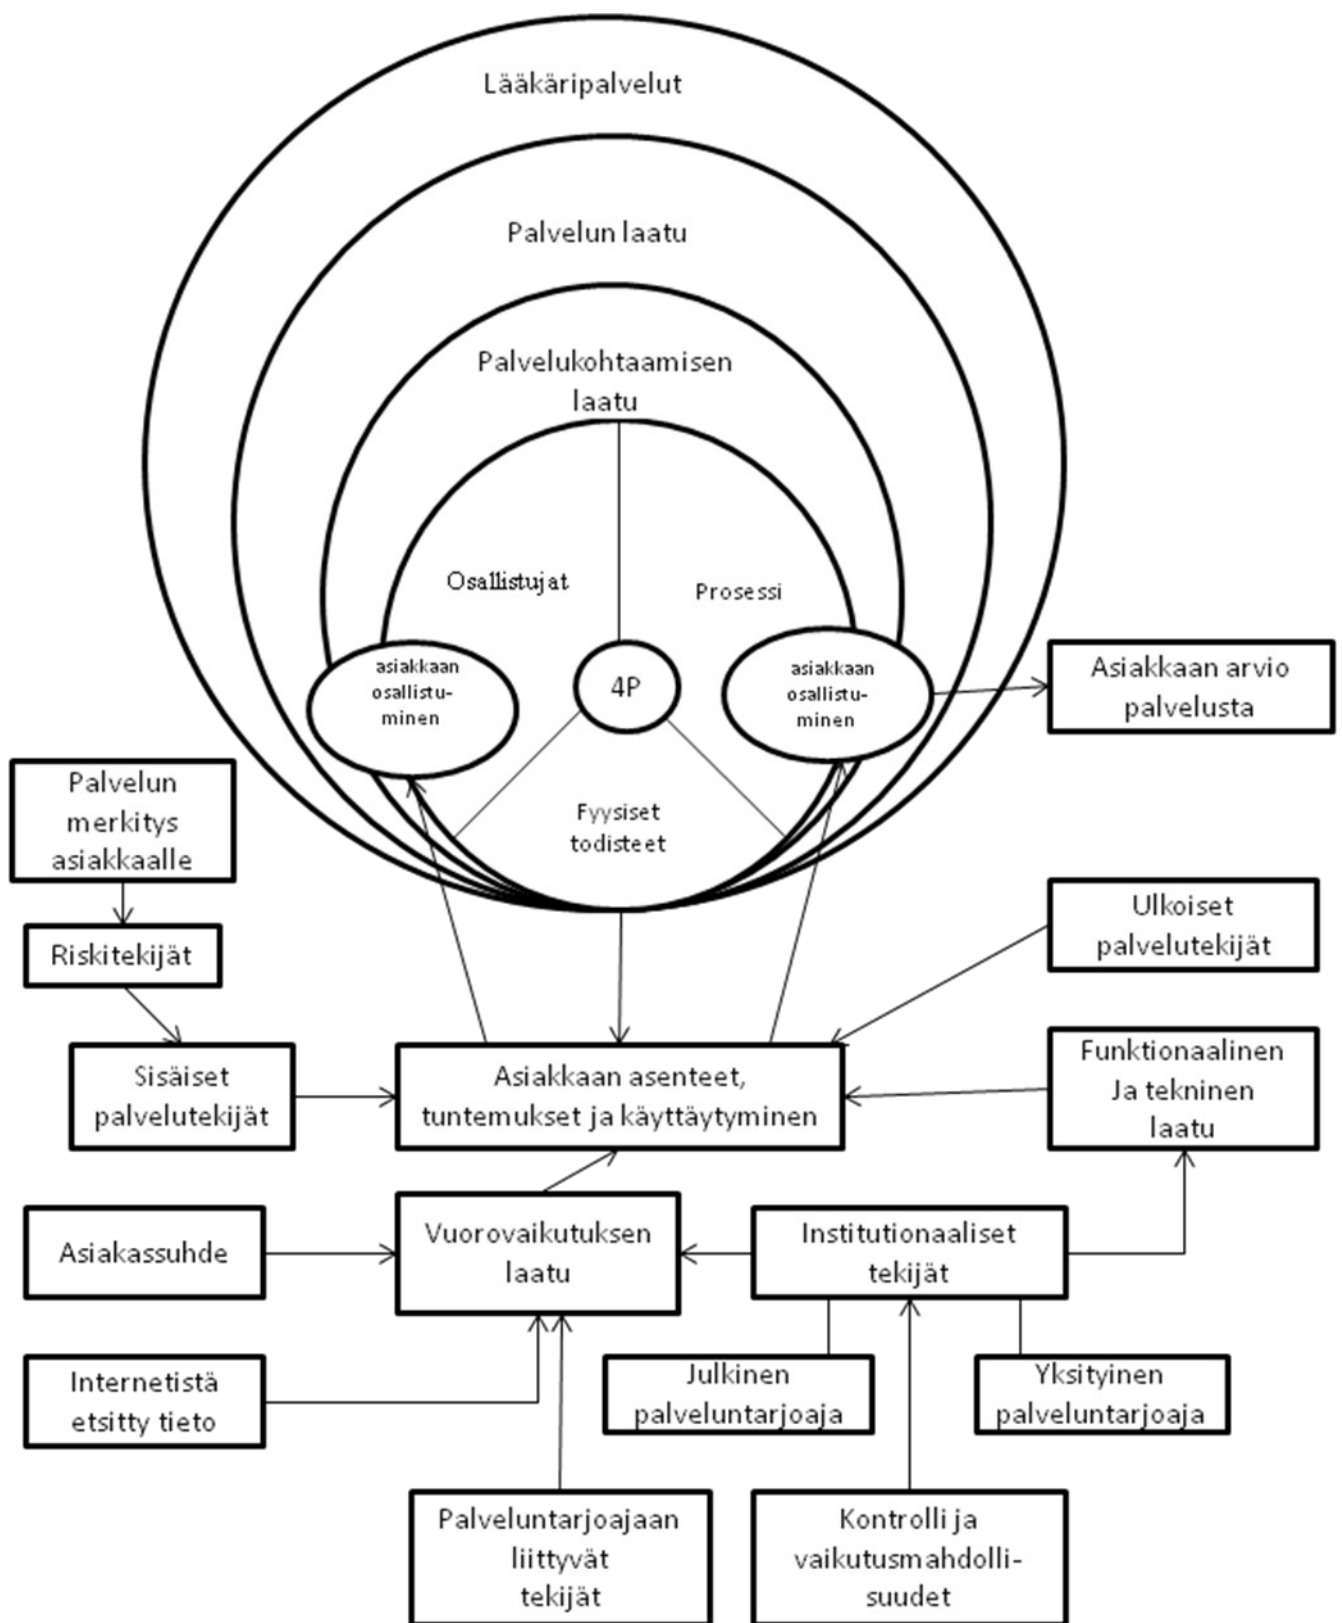 Lääkäripalvelut
Palvelun laatu
Palvelukohtaamisen
laatu
Osallistujat
Prosessi
asiakkaan
osallistu-
minen
4P
asiakkaan
osallistu-
minen
Asiakkaan arvio
palvelusta
Fyysiset
todisteet
Palvelun
merkitys
asiakkaalle
Riskitekijät
Ulkoiset
palvelutekijät
Sisäiset
palvelutekijät
Asiakkaan asenteet,
tuntemukset ja käyttäytyminen
Funktionaalinen
Ja tekninen
laatu
Asiakassuhde
Vuorovaikutuksen
laatu
Institutionaaliset
tekijät
Internetistä
etsitty tieto
Julkinen
palveluntarjoaja
Yksityinen
palveluntarjoaja
Palveluntarjoajaan
liittyvät
tekijät
Kontrolli ja
vaikutusmahdolli-
suudet